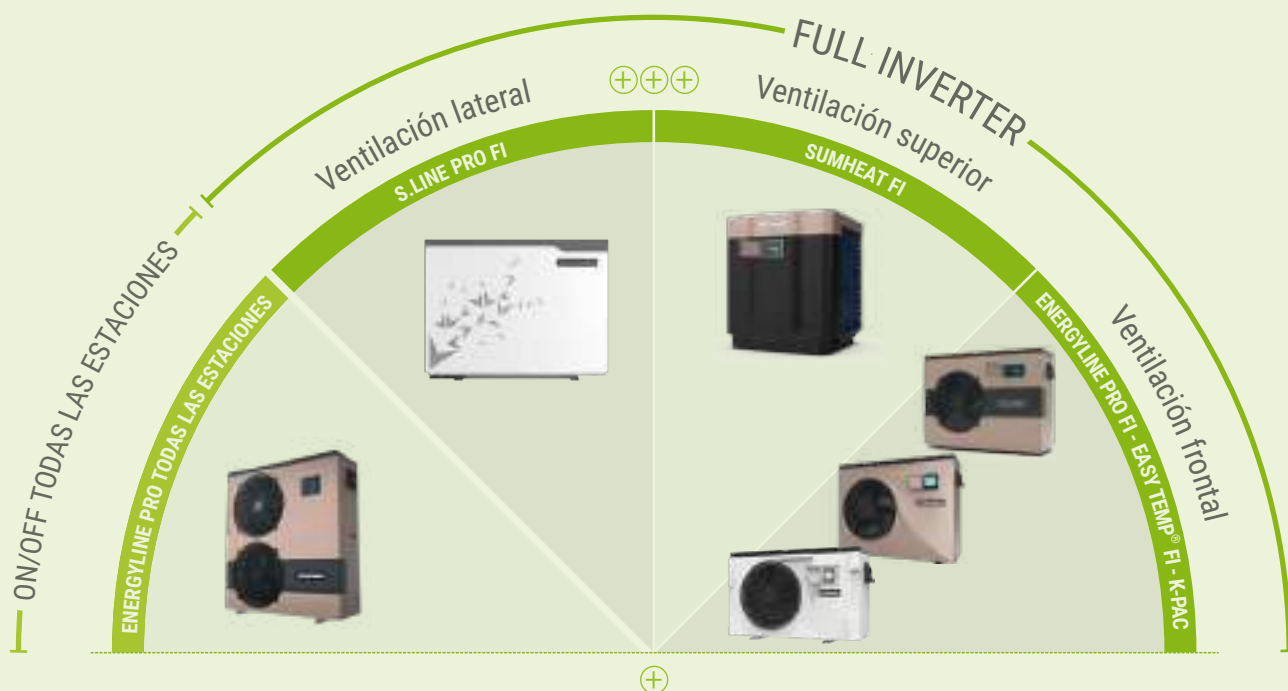 FULL INVERTER
Ventilación lateral
Ventilación superior
S.LINE PRO FI
SUMHEAT FI
ON/OFF TODAS LAS ESTACIONES
ENERGYLINE PRO TODAS LAS ESTACIONES
ENERGYLINE PRO FI - EASY TEMP® FI - K-PAC
Ventilación frontal